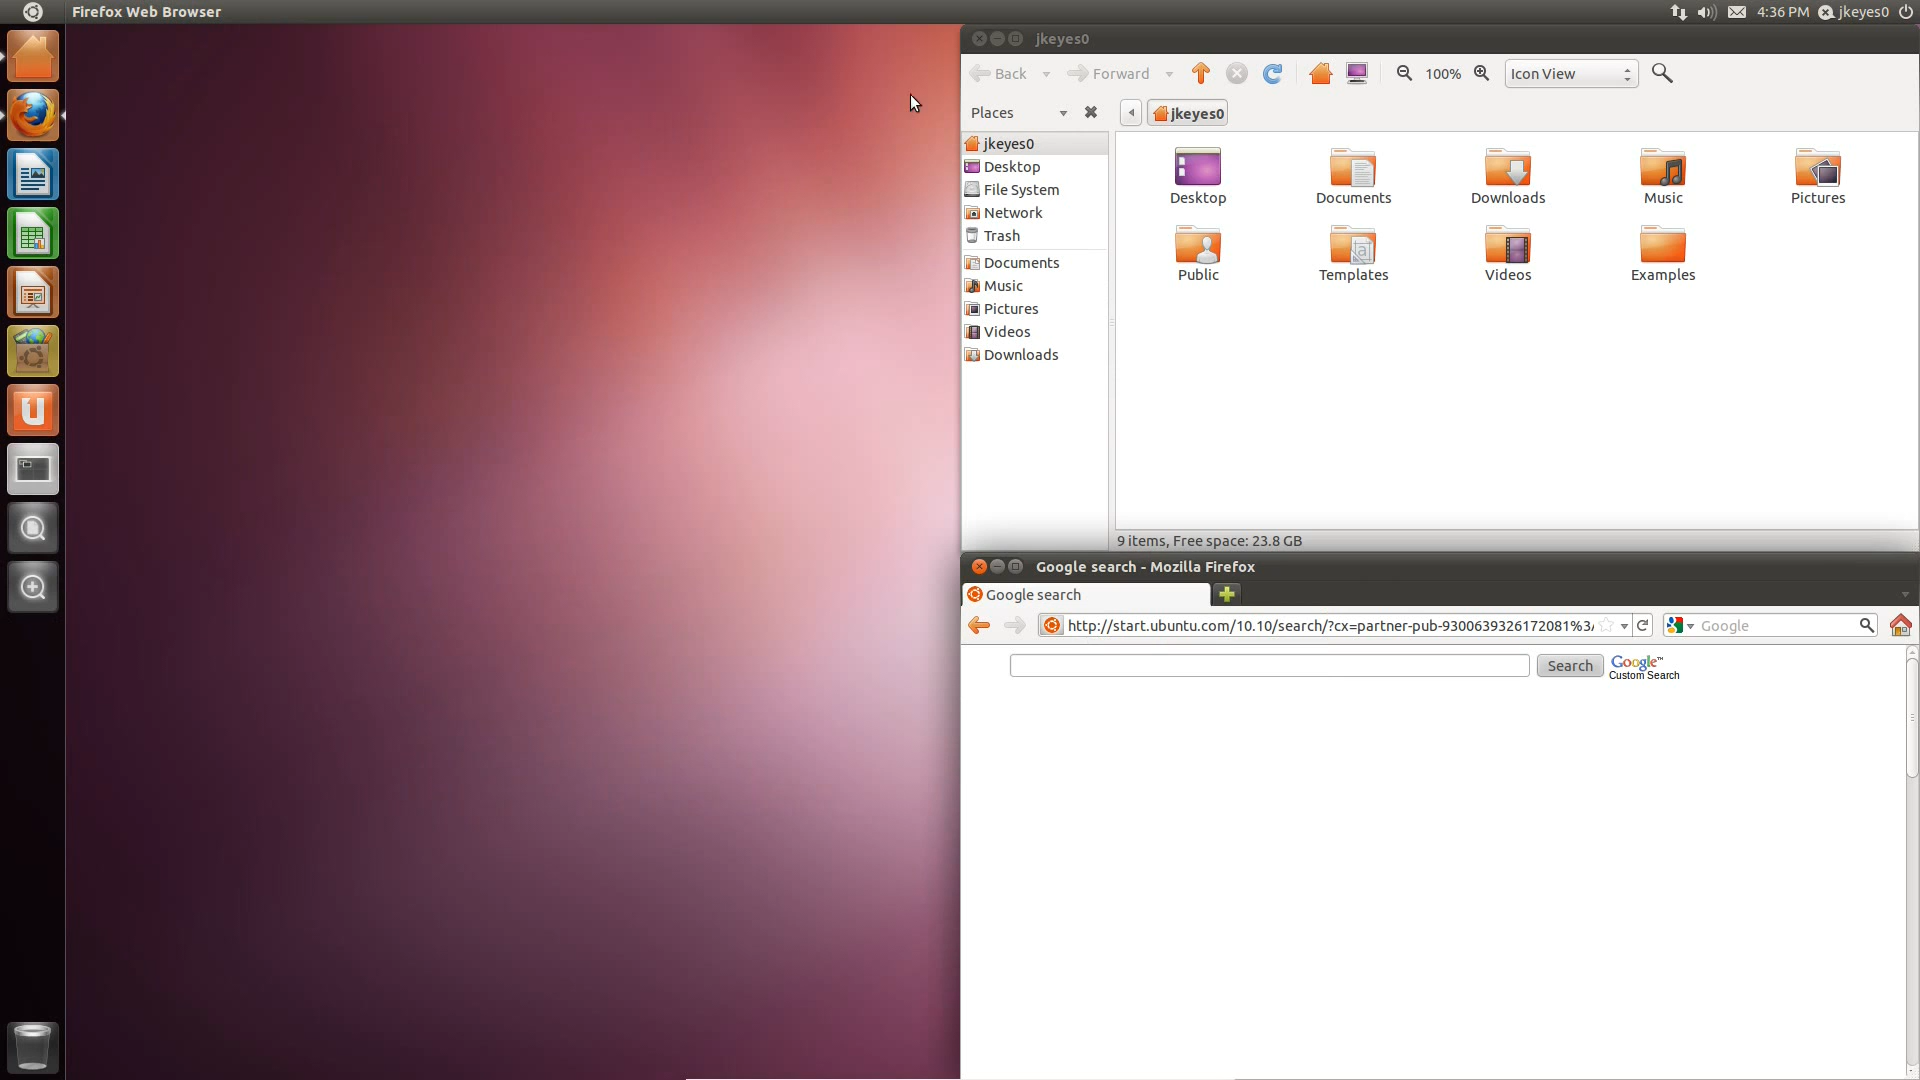 Firefox Web Browser
4:36 PM jkeyes0
jkeyes0
Back Forward 100% Icon View
Places jkeyes0
jkeyes0
Desktop
File System
Network
Trash
Documents
Music
Pictures
Videos
Downloads
Desktop Documents Downloads Music Pictures
Public Templates Videos Examples
9 items, Free space: 23.8 GB
Google search - Mozilla Firefox
Google search
http://start.ubuntu.com/10.10/search/?cx=partner-pub-9300639326172081%3 Google
Search Google™
Custom Search